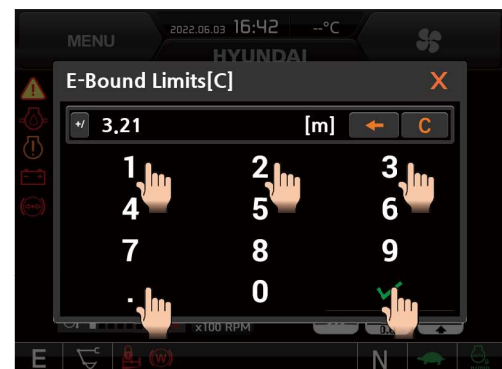 MENU 2022.06.03 16:42 --°C
HYUNDAI
E-Bound Limits[C] X
+/ 3.21 [m] ← C
1 2 3
4 5 6
7 8 9
. 0
x100 RPM
E (W) N